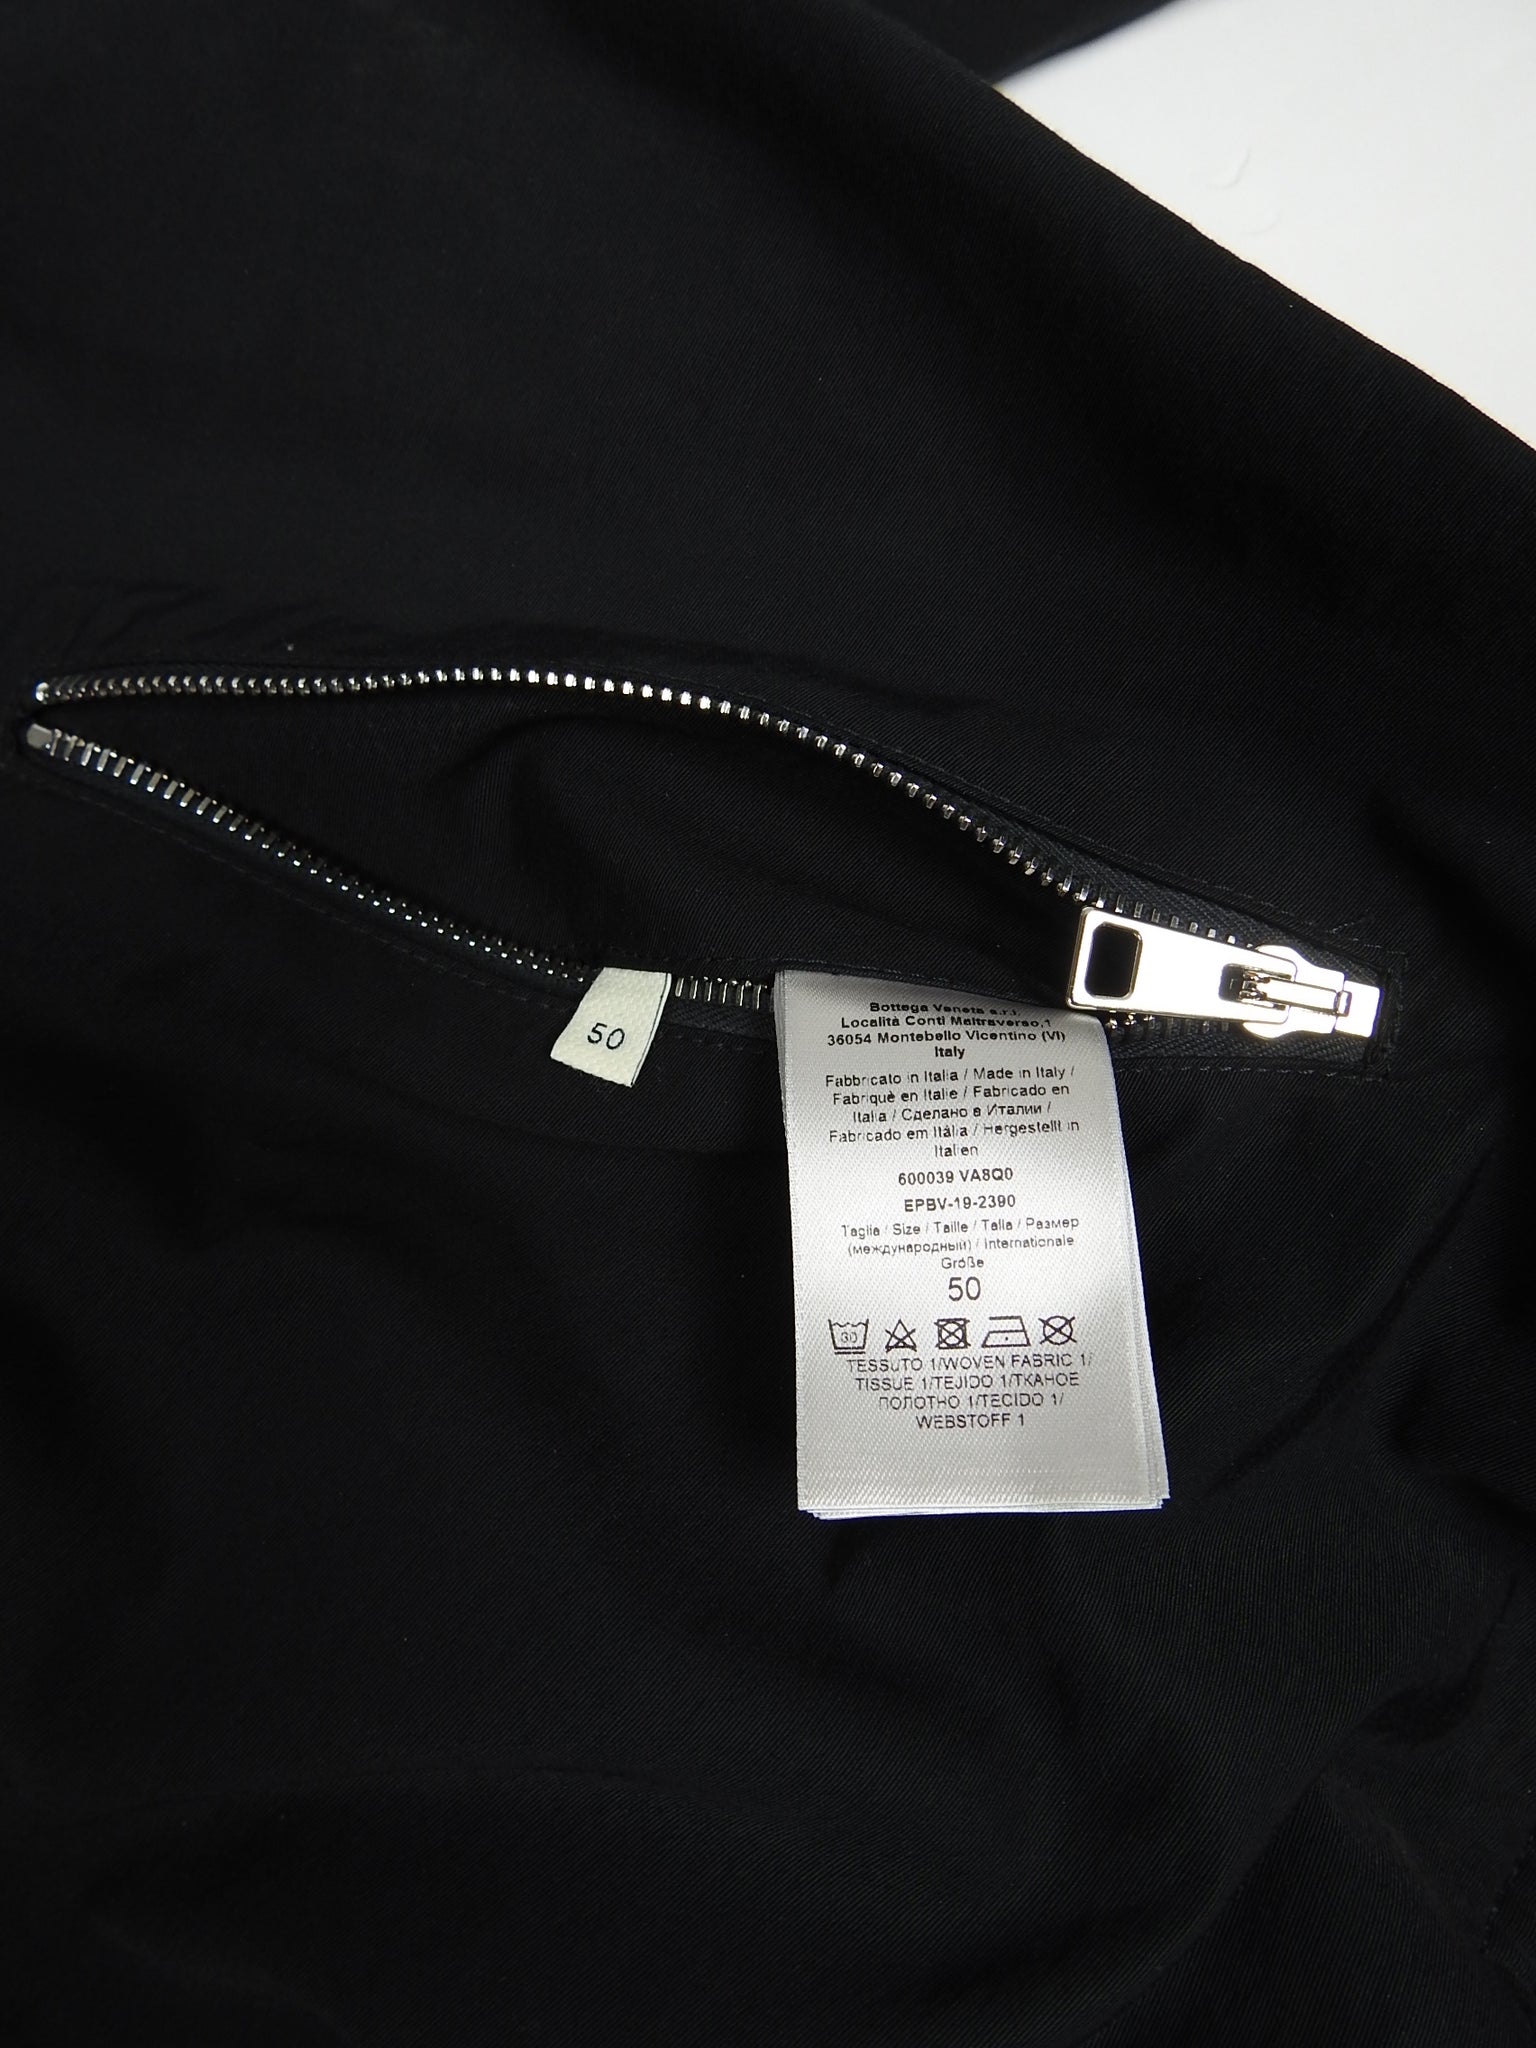 50
Bottega Veneta s.r.l.
Località Conti Maltraverso,1
36054 Montebello Vicentino (VI)
Italy
Fabbricato in Italia / Made in Italy /
Fabriquè en Italie / Fabricado en
Italia / Сделано в Италии /
Fabricado em Itália / Hergestellt in
Italien
600039 VA8Q0
EPBV-19-2390
Taglia / Size / Taille / Talla / Размер
(международный) / Internationale
Größe
50
30
TESSUTO 1/WOVEN FABRIC 1/
TISSUE 1/TEJIDO 1/ТКАНОЕ
ПОЛОТНО 1/TECIDO 1/
WEBSTOFF 1